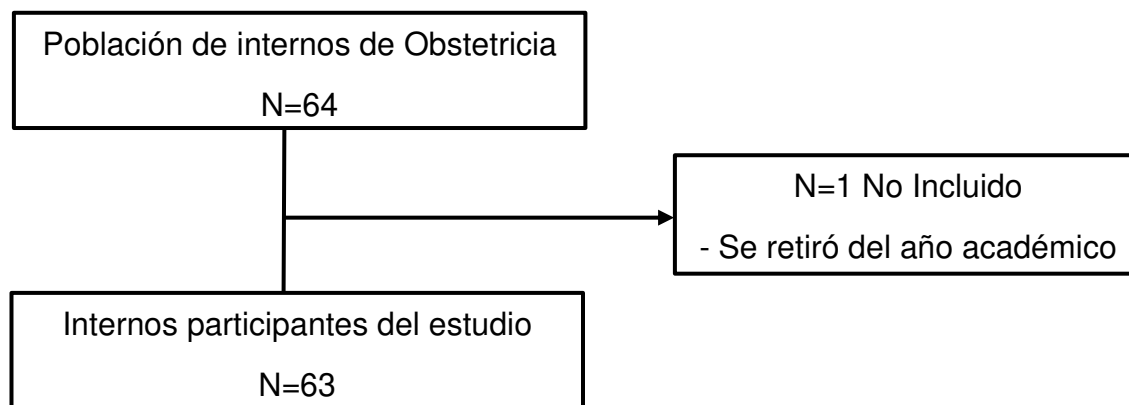 Población de internos de Obstetricia
N=64
N=1 No Incluido
- Se retiró del año académico
Internos participantes del estudio
N=63